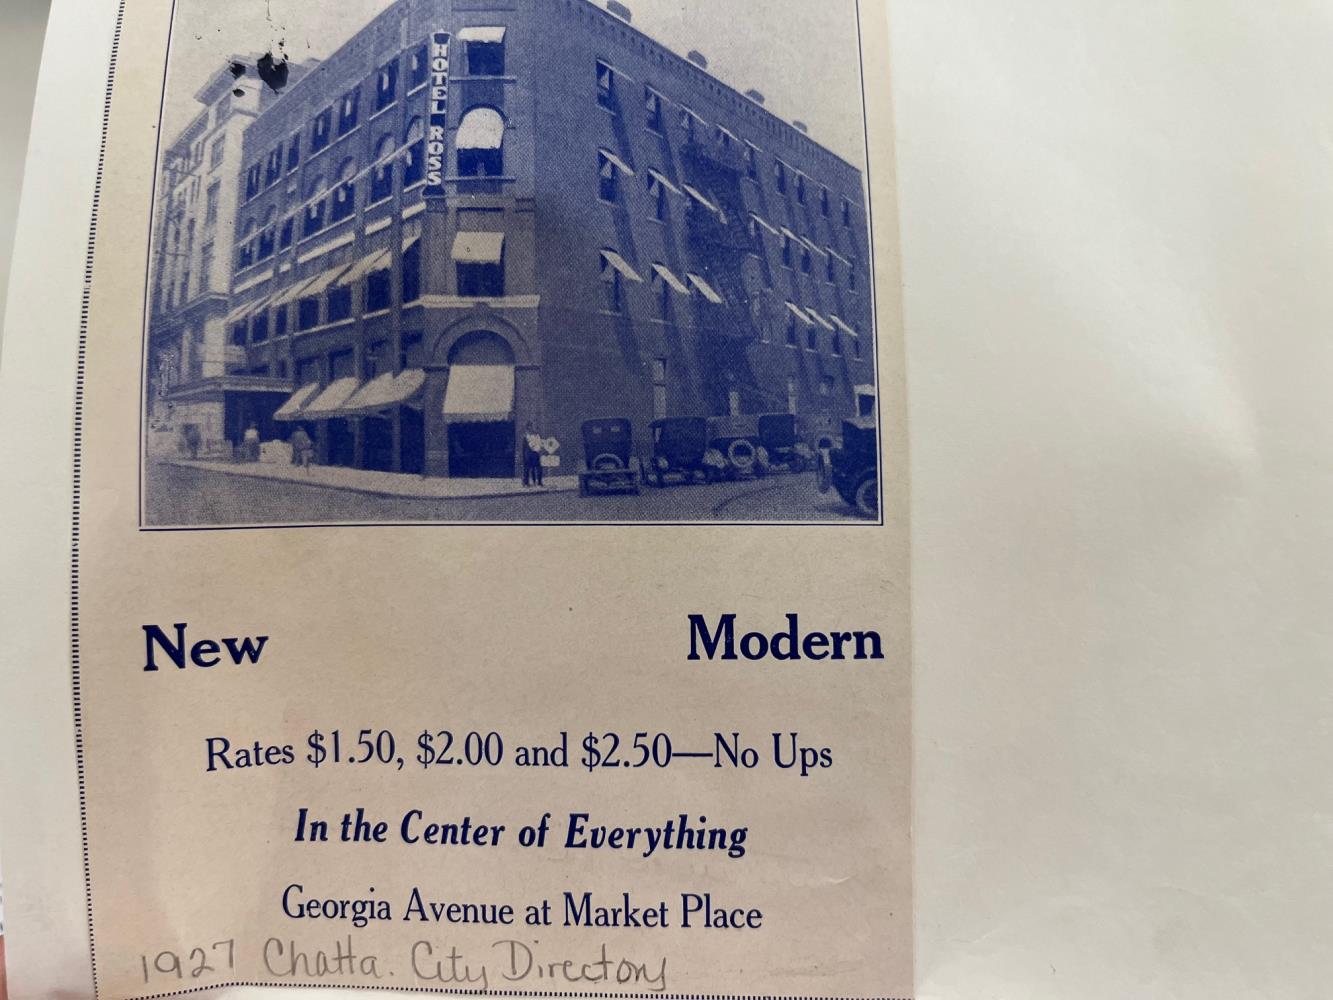 HOTEL ROSS
New Modern
Rates $1.50, $2.00 and $2.50—No Ups
In the Center of Everything
Georgia Avenue at Market Place
1927 Chatta. City Directory